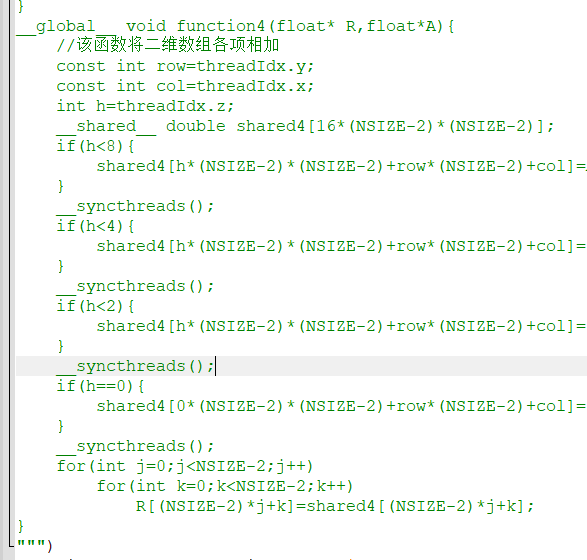 }
__global__ void function4(float* R,float*A){
    //该函数将二维数组各项相加
    const int row=threadIdx.y;
    const int col=threadIdx.x;
    int h=threadIdx.z;
    __shared__ double shared4[16*(NSIZE-2)*(NSIZE-2)];
    if(h<8){
        shared4[h*(NSIZE-2)*(NSIZE-2)+row*(NSIZE-2)+col]=
    }
    __syncthreads();
    if(h<4){
        shared4[h*(NSIZE-2)*(NSIZE-2)+row*(NSIZE-2)+col]=
    }
    __syncthreads();
    if(h<2){
        shared4[h*(NSIZE-2)*(NSIZE-2)+row*(NSIZE-2)+col]=
    }
    __syncthreads();
    if(h==0){
        shared4[0*(NSIZE-2)*(NSIZE-2)+row*(NSIZE-2)+col]=
    }
    __syncthreads();
    for(int j=0;j<NSIZE-2;j++)
        for(int k=0;k<NSIZE-2;k++)
            R[(NSIZE-2)*j+k]=shared4[(NSIZE-2)*j+k];
}
""")